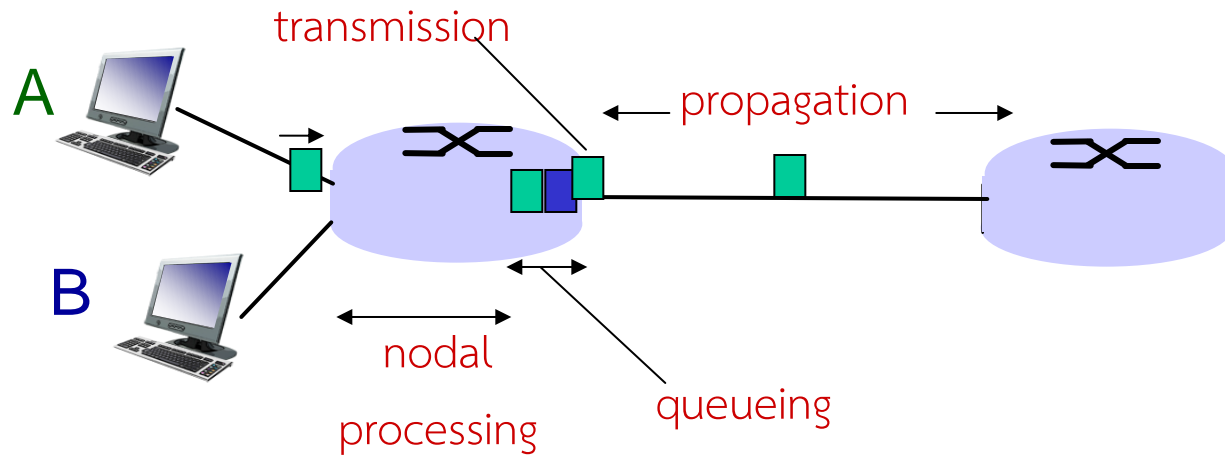 transmission
A
propagation
B
nodal
processing
queueing